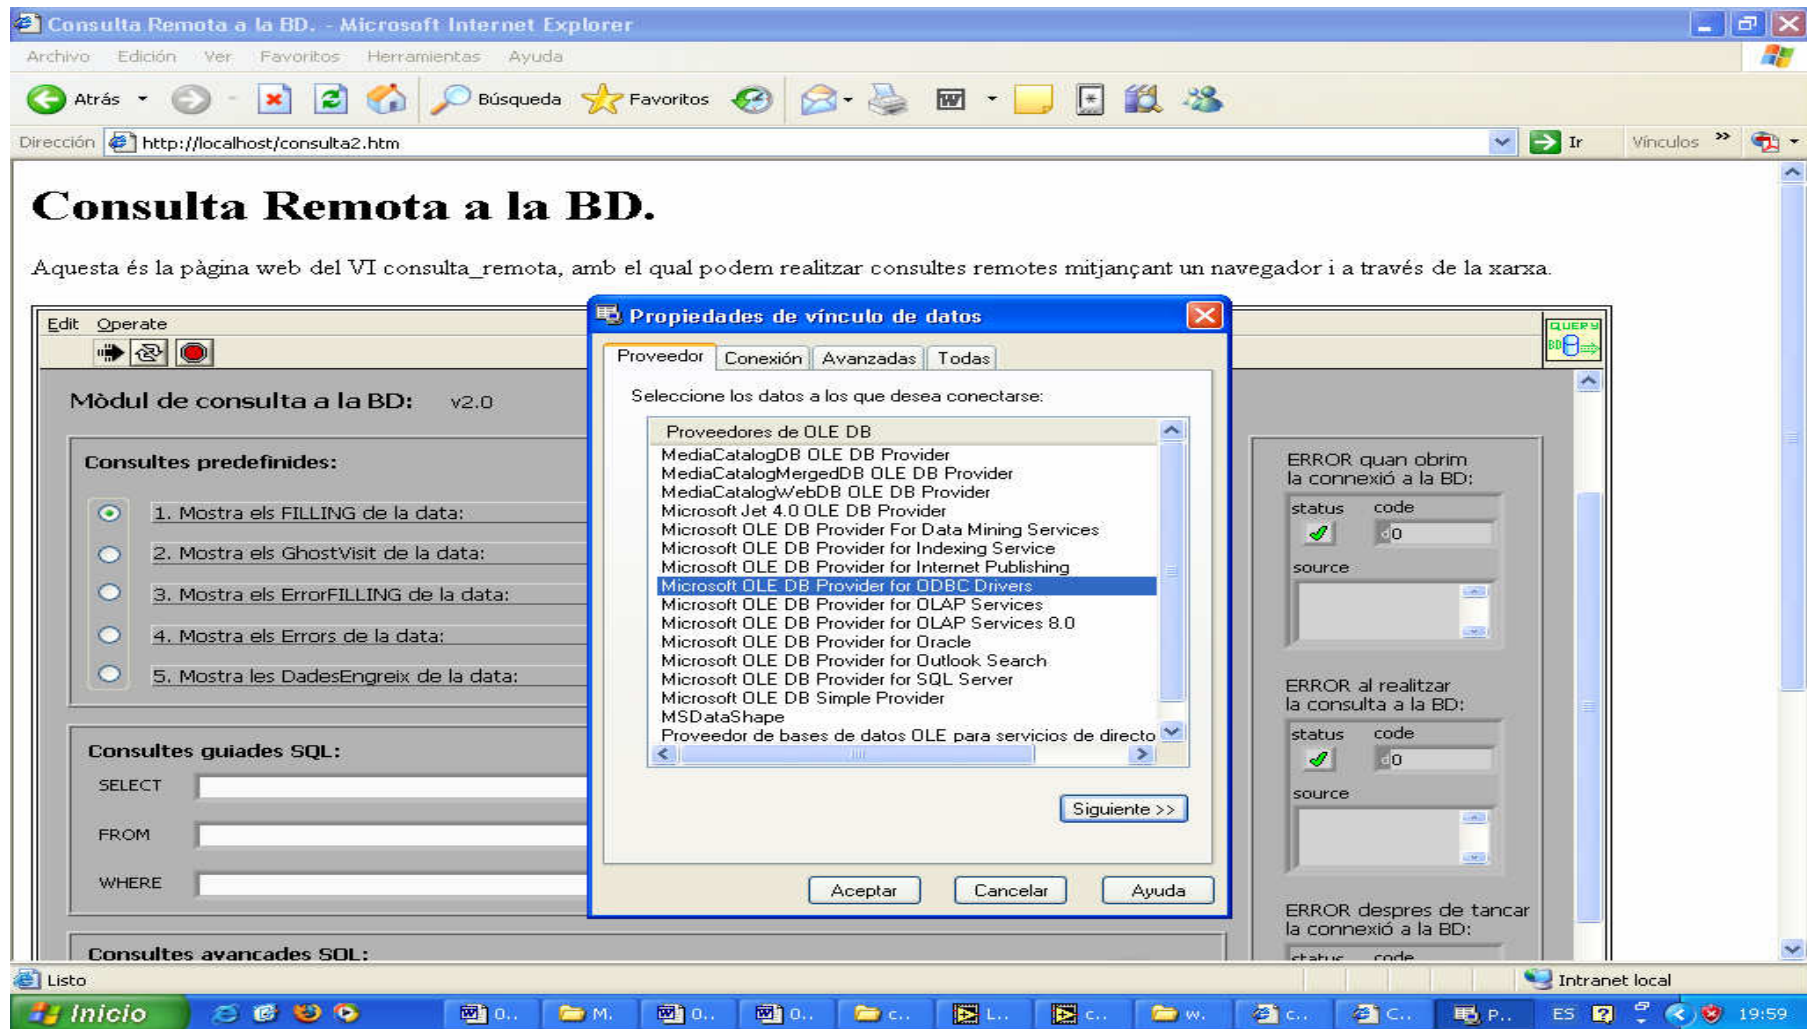 Consulta Remota a la BD. - Microsoft Internet Explorer
Archivo Edición Ver Favoritos Herramientas Ayuda
Atrás Búsqueda Favoritos
Dirección http://localhost/consulta2.htm Ir Vínculos »
Consulta Remota a la BD.
Aquesta és la pàgina web del VI consulta_remota, amb el qual podem realitzar consultes remotes mitjançant un navegador i a través de la xarxa.
Edit Operate
QUERY
BD
Mòdul de consulta a la BD: v2.0
Consultes predefinides:
1. Mostra els FILLING de la data:
2. Mostra els GhostVisit de la data:
3. Mostra els ErrorFILLING de la data:
4. Mostra els Errors de la data:
5. Mostra les DadesEngreix de la data:
Consultes guiades SQL:
SELECT
FROM
WHERE
Consultes avançades SQL:
Propiedades de vínculo de datos
Proveedor Conexión Avanzadas Todas
Seleccione los datos a los que desea conectarse:
Proveedores de OLE DB
MediaCatalogDB OLE DB Provider
MediaCatalogMergedDB OLE DB Provider
MediaCatalogWebDB OLE DB Provider
Microsoft Jet 4.0 OLE DB Provider
Microsoft OLE DB Provider For Data Mining Services
Microsoft OLE DB Provider for Indexing Service
Microsoft OLE DB Provider for Internet Publishing
Microsoft OLE DB Provider for ODBC Drivers
Microsoft OLE DB Provider for OLAP Services
Microsoft OLE DB Provider for OLAP Services 8.0
Microsoft OLE DB Provider for Oracle
Microsoft OLE DB Provider for Outlook Search
Microsoft OLE DB Provider for SQL Server
Microsoft OLE DB Simple Provider
MSDataShape
Proveedor de bases de datos OLE para servicios de directo
Siguiente >>
Aceptar Cancelar Ayuda
ERROR quan obrim
la connexió a la BD:
status code
d0
source
ERROR al realitzar
la consulta a la BD:
status code
d0
source
ERROR despres de tancar
la connexió a la BD:
status code
Listo Intranet local
Inicio 0.. M. 0.. 0.. c.. L.. c.. w. c.. C.. P.. ES 19:59